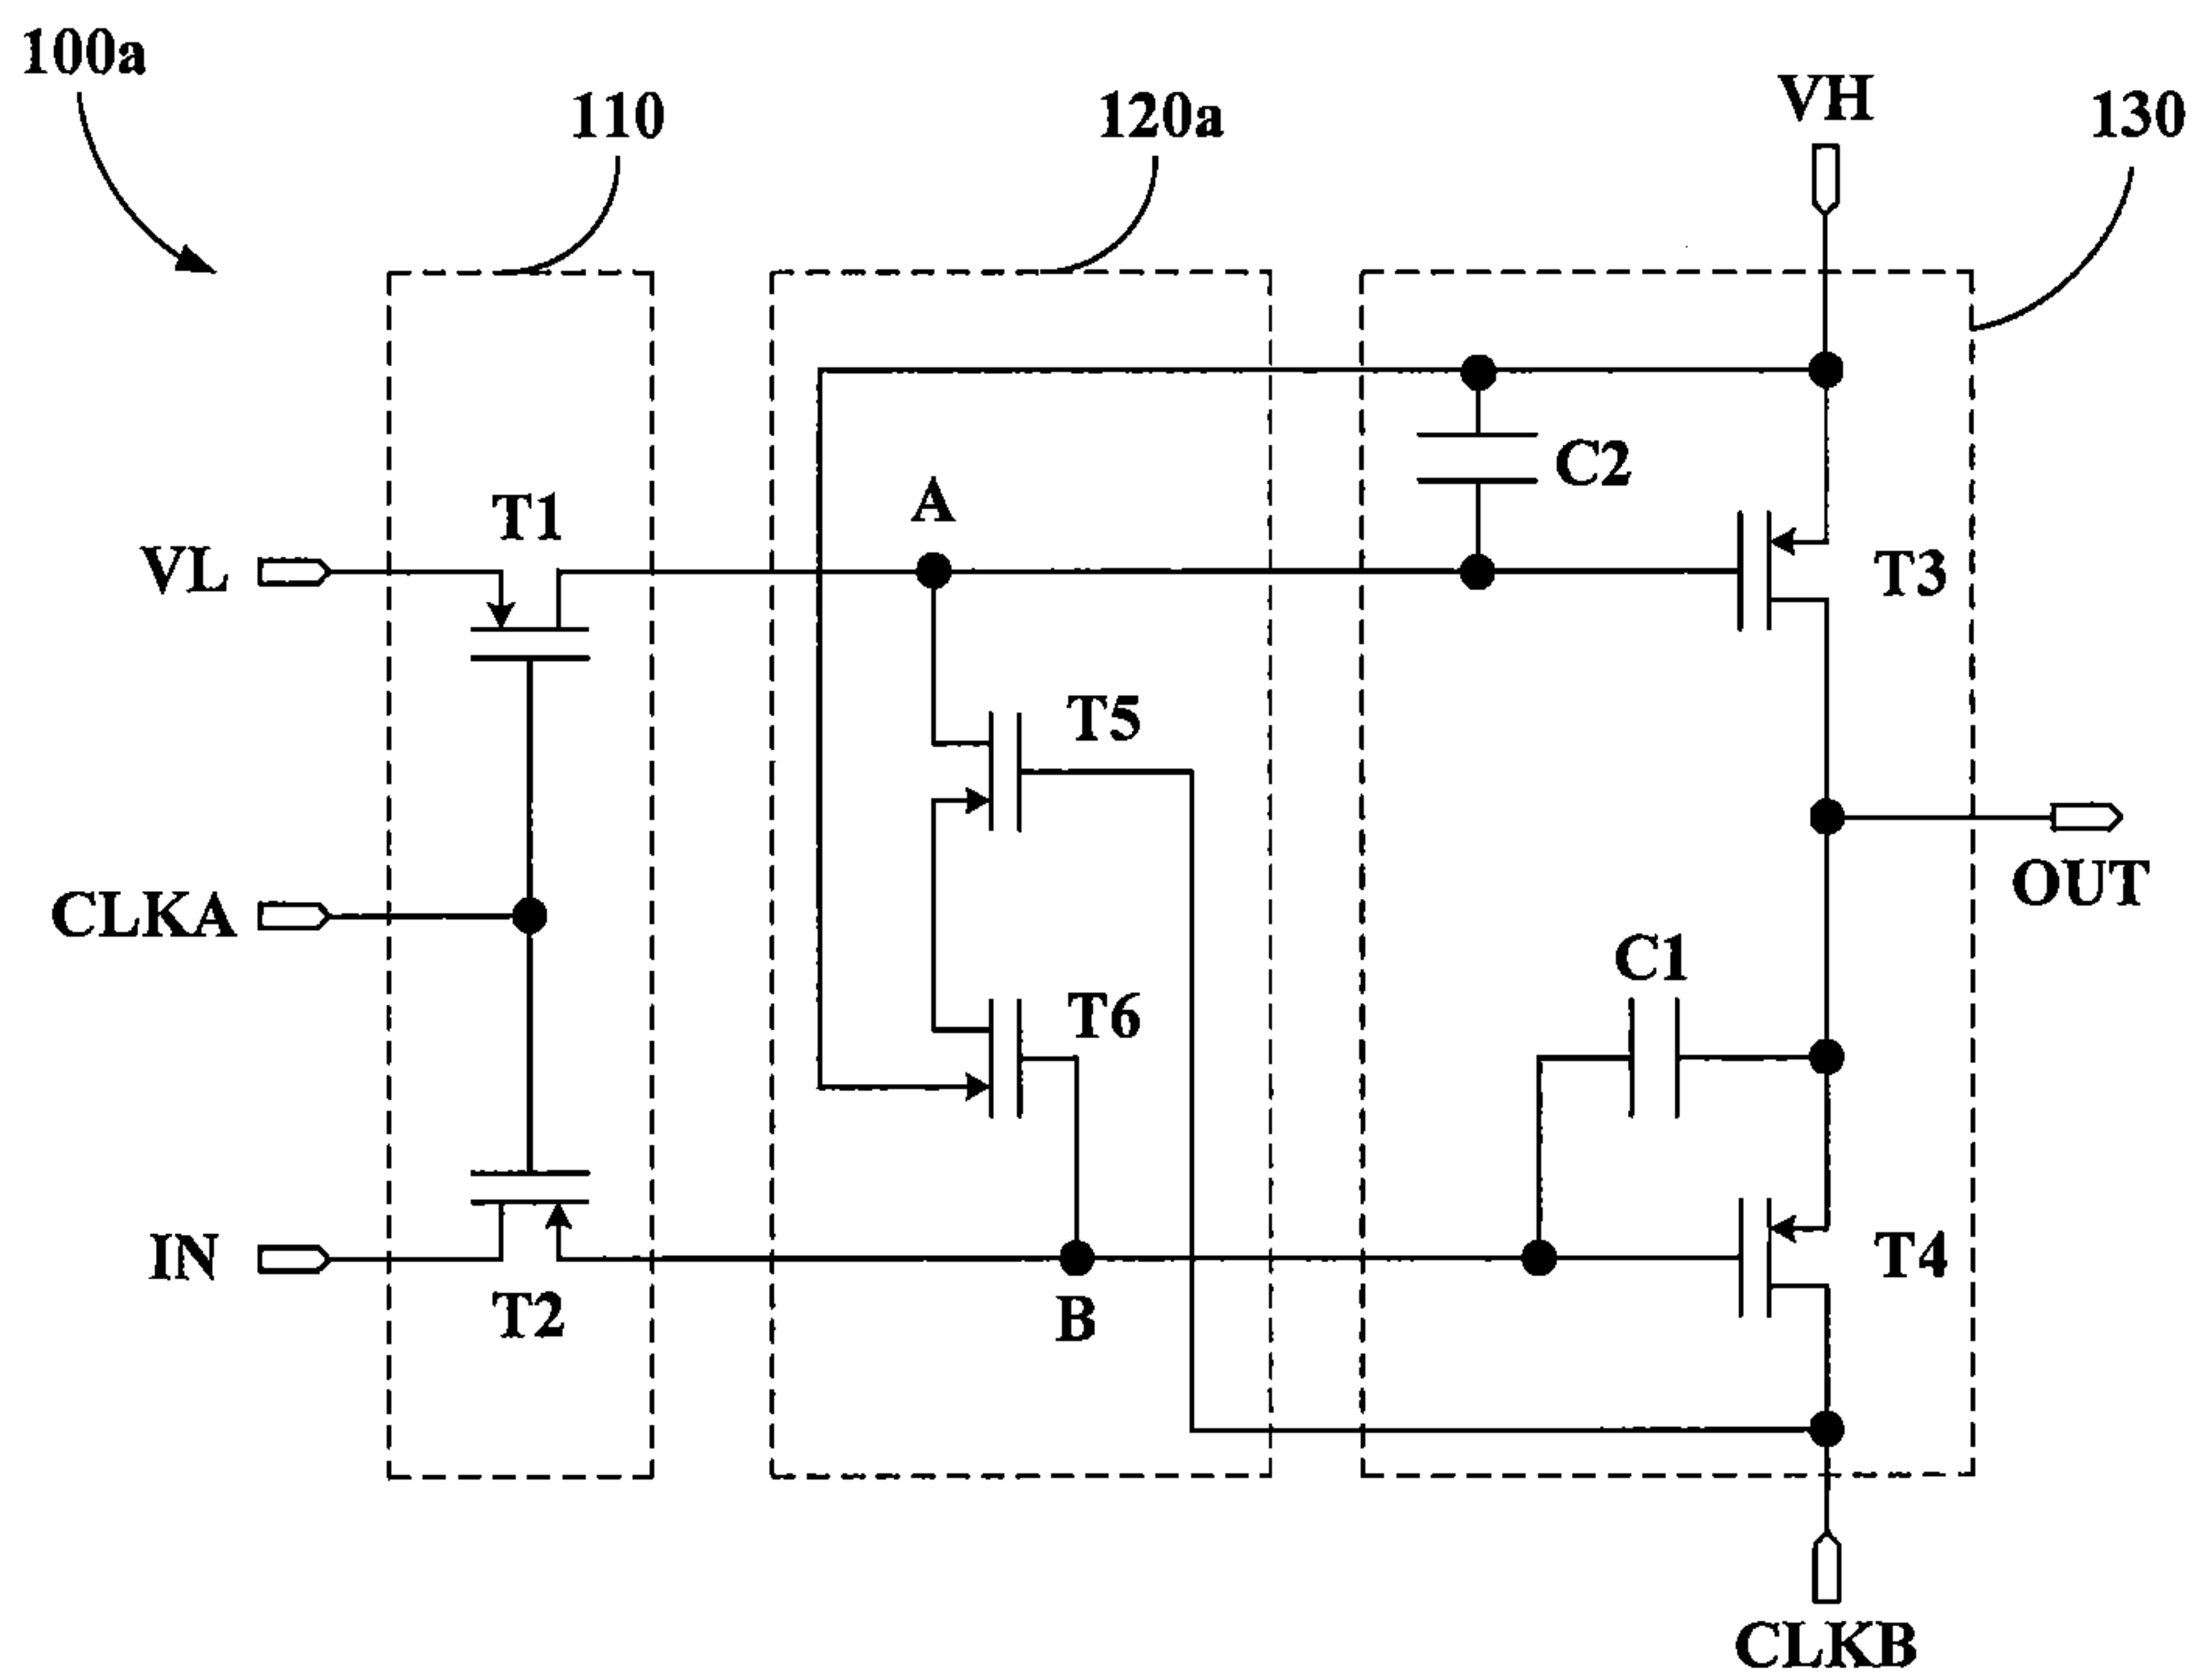 100a
110
120a
VH
130
C2
A
T1
VL
T3
T5
CLKA
OUT
C1
T6
IN
T4
T2
B
CLKB